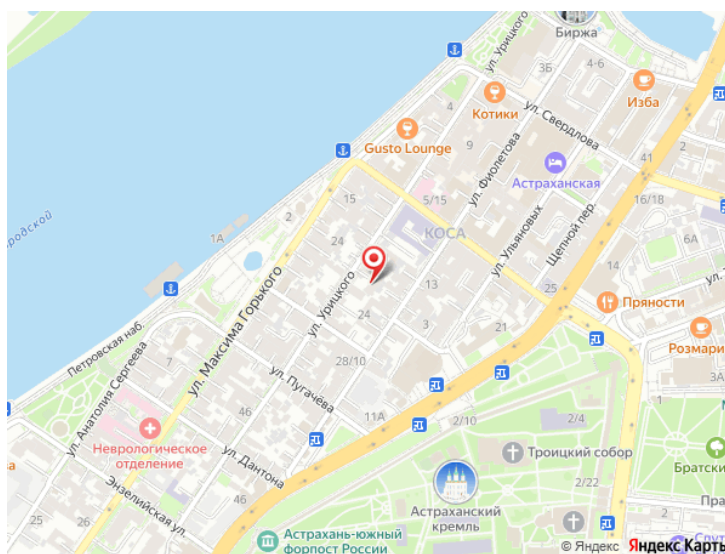 Биржа
ул. Урицкого
3Б
4-6
Изба
Котики
4
ул. Свердлова
Gusto Lounge
9
ул. Фиолетова
41
Астраханская
5/15
15
16/18
2
КОСА
ул. Ульяновых
Щепной пер.
6А
1А
24
14
ул. Максима Горького
ул. Урицкого
13
25
Пряности
24
3
Петровская наб.
7
28/10
Розмари
ул. Анатолия Сергеева
ул. Пугачёва
3А
11А
2/10
2/4
Неврологическое
отделение
46
ул. Дантона
Троицкий собор
Братски
Энзелийская ул.
2/22
Астраханский
кремль
26
46
25
Астрахань-южный
форпост России
© Яндекс Яндекс Карты